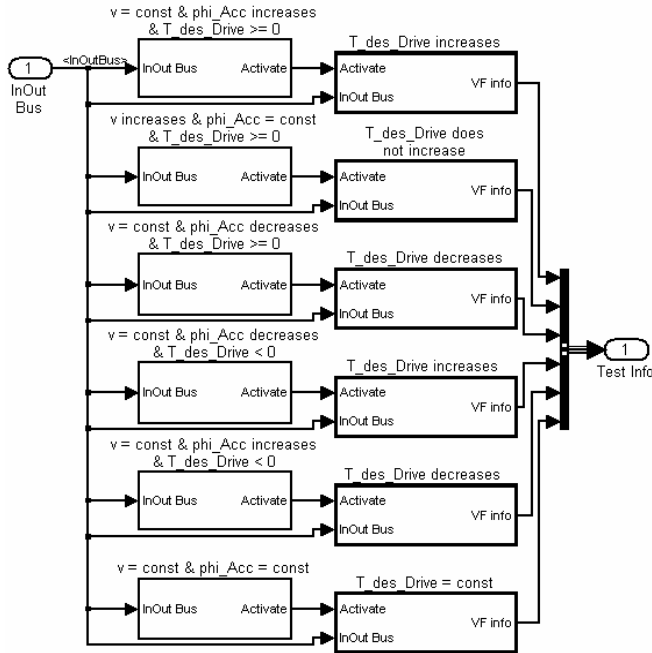 v = const & phi_Acc increases
& T_des_Drive >= 0
T_des_Drive increases
<InOutBus>
1
InOut
Bus
InOut Bus
Activate
Activate
InOut Bus
VF info
v increases & phi_Acc = const
& T_des_Drive >= 0
T_des_Drive does
not increase
InOut Bus
Activate
Activate
InOut Bus
VF info
v = const & phi_Acc decreases
& T_des_Drive >= 0
T_des_Drive decreases
InOut Bus
Activate
Activate
InOut Bus
VF info
v = const & phi_Acc decreases
& T_des_Drive < 0
T_des_Drive increases
InOut Bus
Activate
Activate
InOut Bus
VF info
1
Test Info
v = const & phi_Acc increases
& T_des_Drive < 0
T_des_Drive decreases
InOut Bus
Activate
Activate
InOut Bus
VF info
v = const & phi_Acc = const
T_des_Drive = const
InOut Bus
Activate
Activate
InOut Bus
VF info